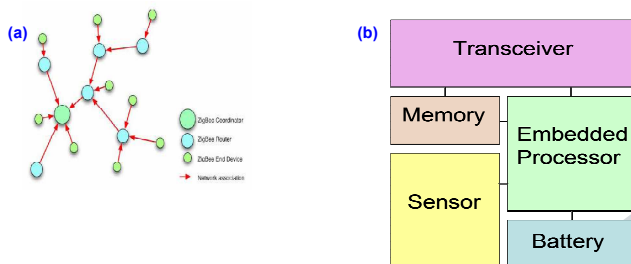 (a)
ZigBee Coordinator
ZigBee Router
ZigBee End Device
Network association
(b)
Transceiver
Memory
Embedded
Processor
Sensor
Battery